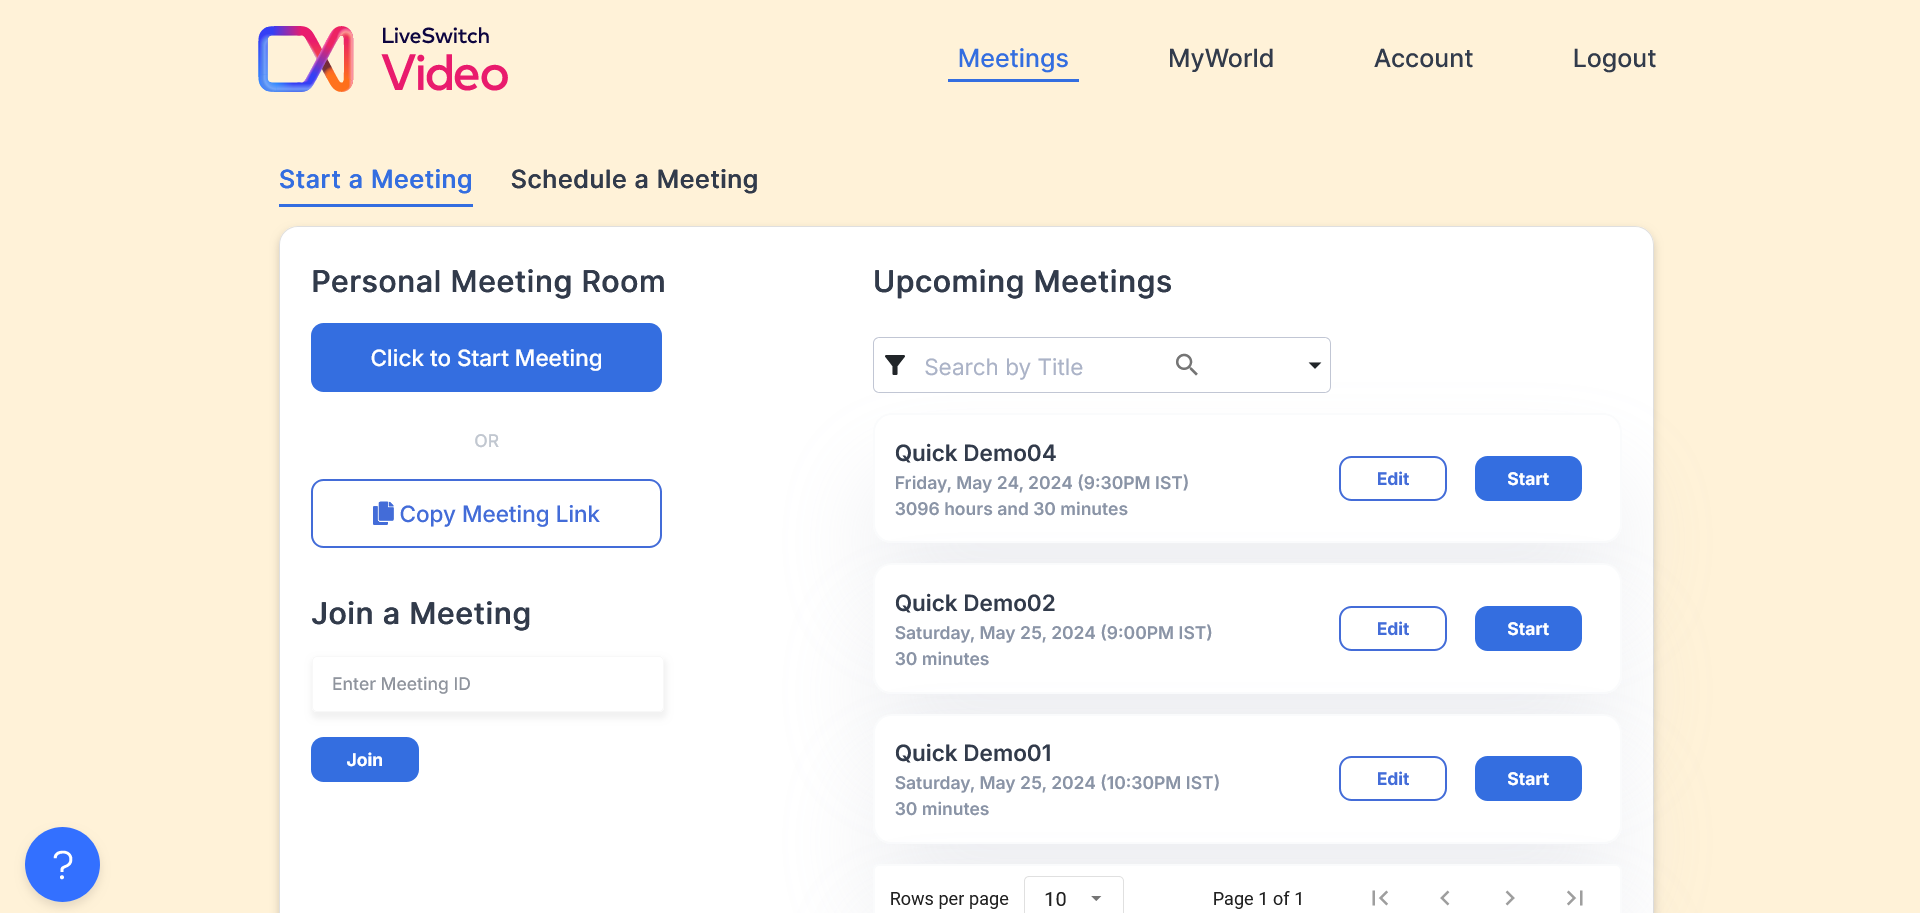 LiveSwitch
Video
Meetings
MyWorld
Account
Logout
Start a Meeting
Schedule a Meeting
Personal Meeting Room
Click to Start Meeting
OR
Copy Meeting Link
Join a Meeting
Enter Meeting ID
Join
Upcoming Meetings
Search by Title
Quick Demo04
Friday, May 24, 2024 (9:30PM IST)
3096 hours and 30 minutes
Edit
Start
Quick Demo02
Saturday, May 25, 2024 (9:00PM IST)
30 minutes
Edit
Start
Quick Demo01
Saturday, May 25, 2024 (10:30PM IST)
30 minutes
Edit
Start
Rows per page
10
Page 1 of 1
?